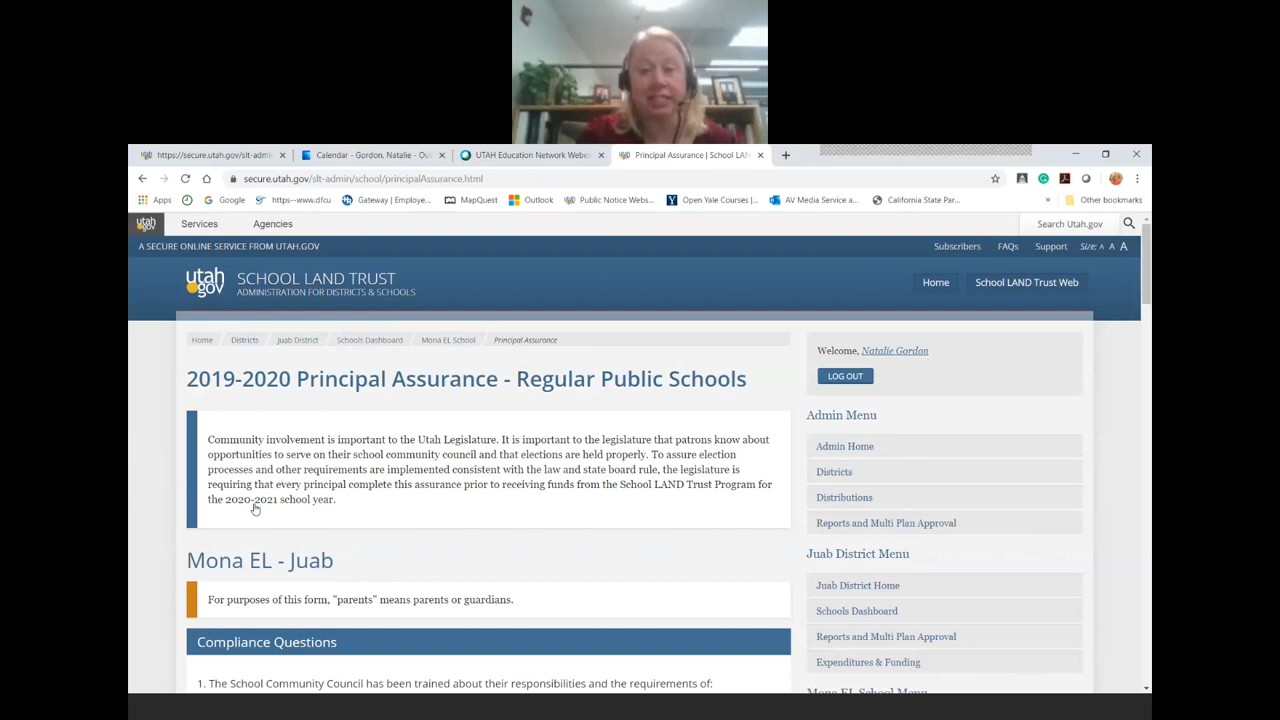 https://secure.utah.gov/slt-admi
Calendar - Gordon, Natalie - Ou
UTAH Education Network Webe
Principal Assurance | School LAN
secure.utah.gov/slt-admin/school/principalAssurance.html
Apps
Google
https--www.dfcu
Gateway | Employe...
MapQuest
Outlook
Public Notice Webs...
Open Yale Courses |...
AV Media Service a...
California State Par...
»
Other bookmarks
utah gov
Services
Agencies
Search Utah.gov
A SECURE ONLINE SERVICE FROM UTAH.GOV
Subscribers
FAQs
Support
Size: A A A
utah gov
SCHOOL LAND TRUST
ADMINISTRATION FOR DISTRICTS & SCHOOLS
Home
School LAND Trust Web
Home
Districts
Juab District
Schools Dashboard
Mona EL School
Principal Assurance
2019-2020 Principal Assurance - Regular Public Schools
Community involvement is important to the Utah Legislature. It is important to the legislature that patrons know about
opportunities to serve on their school community council and that elections are held properly. To assure election
processes and other requirements are implemented consistent with the law and state board rule, the legislature is
requiring that every principal complete this assurance prior to receiving funds from the School LAND Trust Program for
the 2020-2021 school year.
Mona EL - Juab
For purposes of this form, "parents" means parents or guardians.
Compliance Questions
1. The School Community Council has been trained about their responsibilities and the requirements of:
Welcome, Natalie Gordon
LOG OUT
Admin Menu
Admin Home
Districts
Distributions
Reports and Multi Plan Approval
Juab District Menu
Juab District Home
Schools Dashboard
Reports and Multi Plan Approval
Expenditures & Funding
Mona EL School Menu